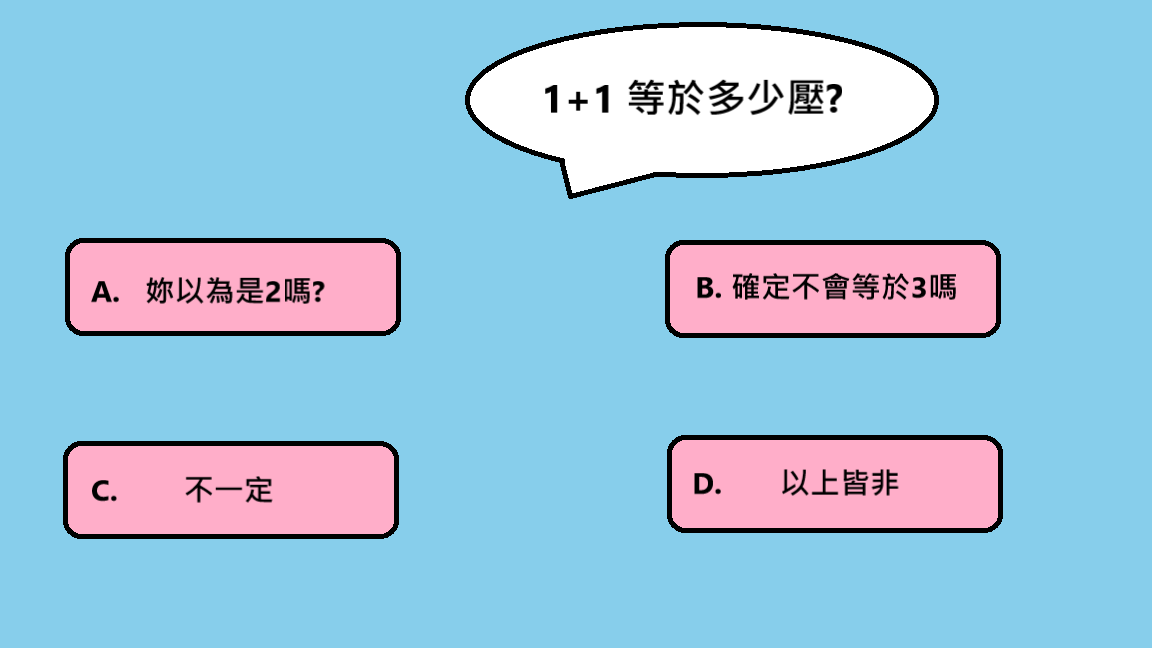 1+1 等於多少壓?
A. 妳以為是2嗎?
B. 確定不會等於3嗎
C. 不一定
D. 以上皆非